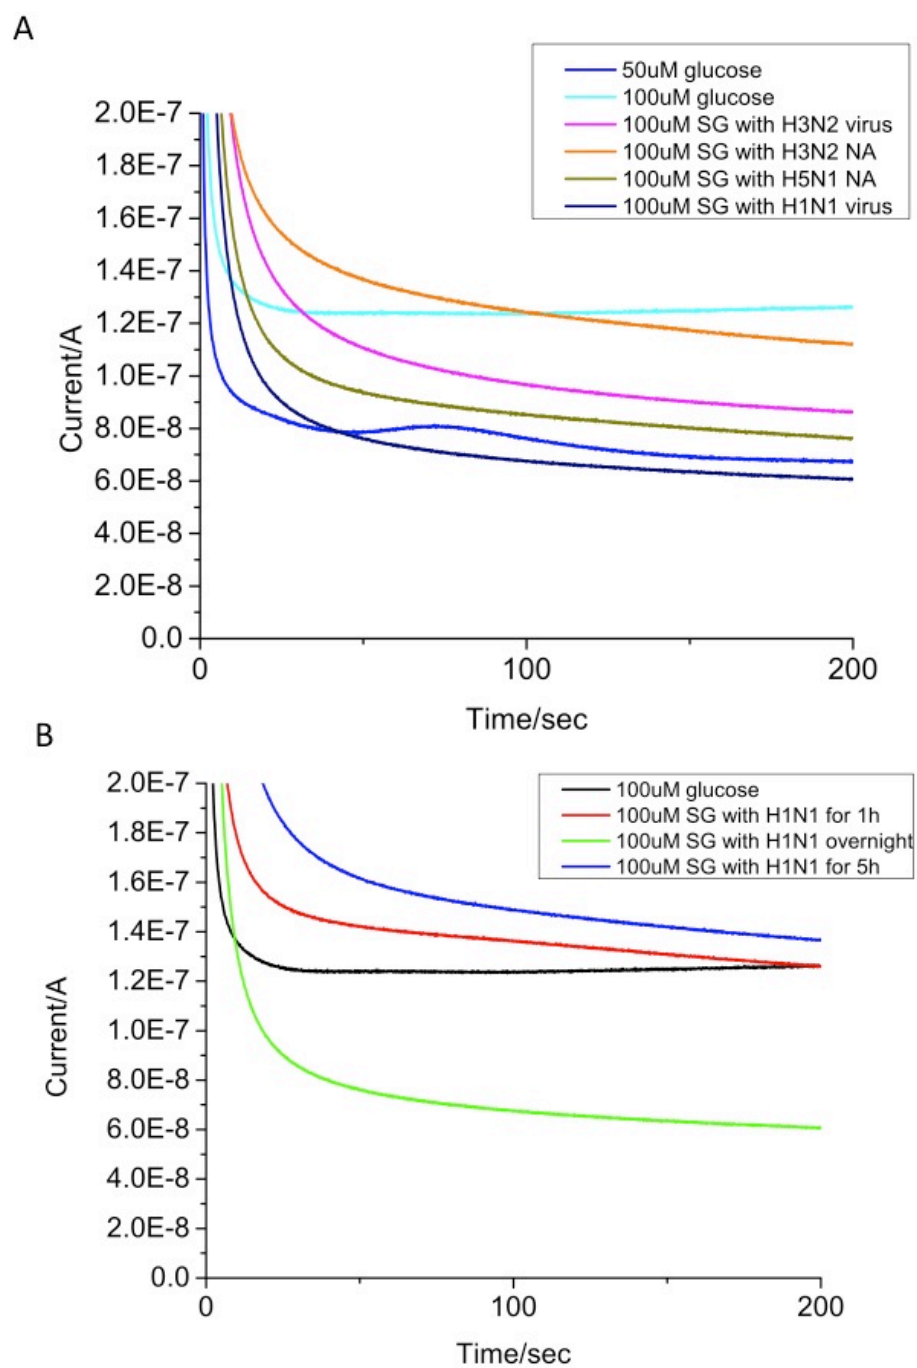 A
50uM glucose
100uM glucose
100uM SG with H3N2 virus
100uM SG with H3N2 NA
100uM SG with H5N1 NA
100uM SG with H1N1 virus
2.0E-7
1.8E-7
1.6E-7
1.4E-7
1.2E-7
1.0E-7
8.0E-8
6.0E-8
4.0E-8
2.0E-8
0.0
Current/A
0 100 200
Time/sec
B
100uM glucose
100uM SG with H1N1 for 1h
100uM SG with H1N1 overnight
100uM SG with H1N1 for 5h
2.0E-7
1.8E-7
1.6E-7
1.4E-7
1.2E-7
1.0E-7
8.0E-8
6.0E-8
4.0E-8
2.0E-8
0.0
Current/A
0 100 200
Time/sec